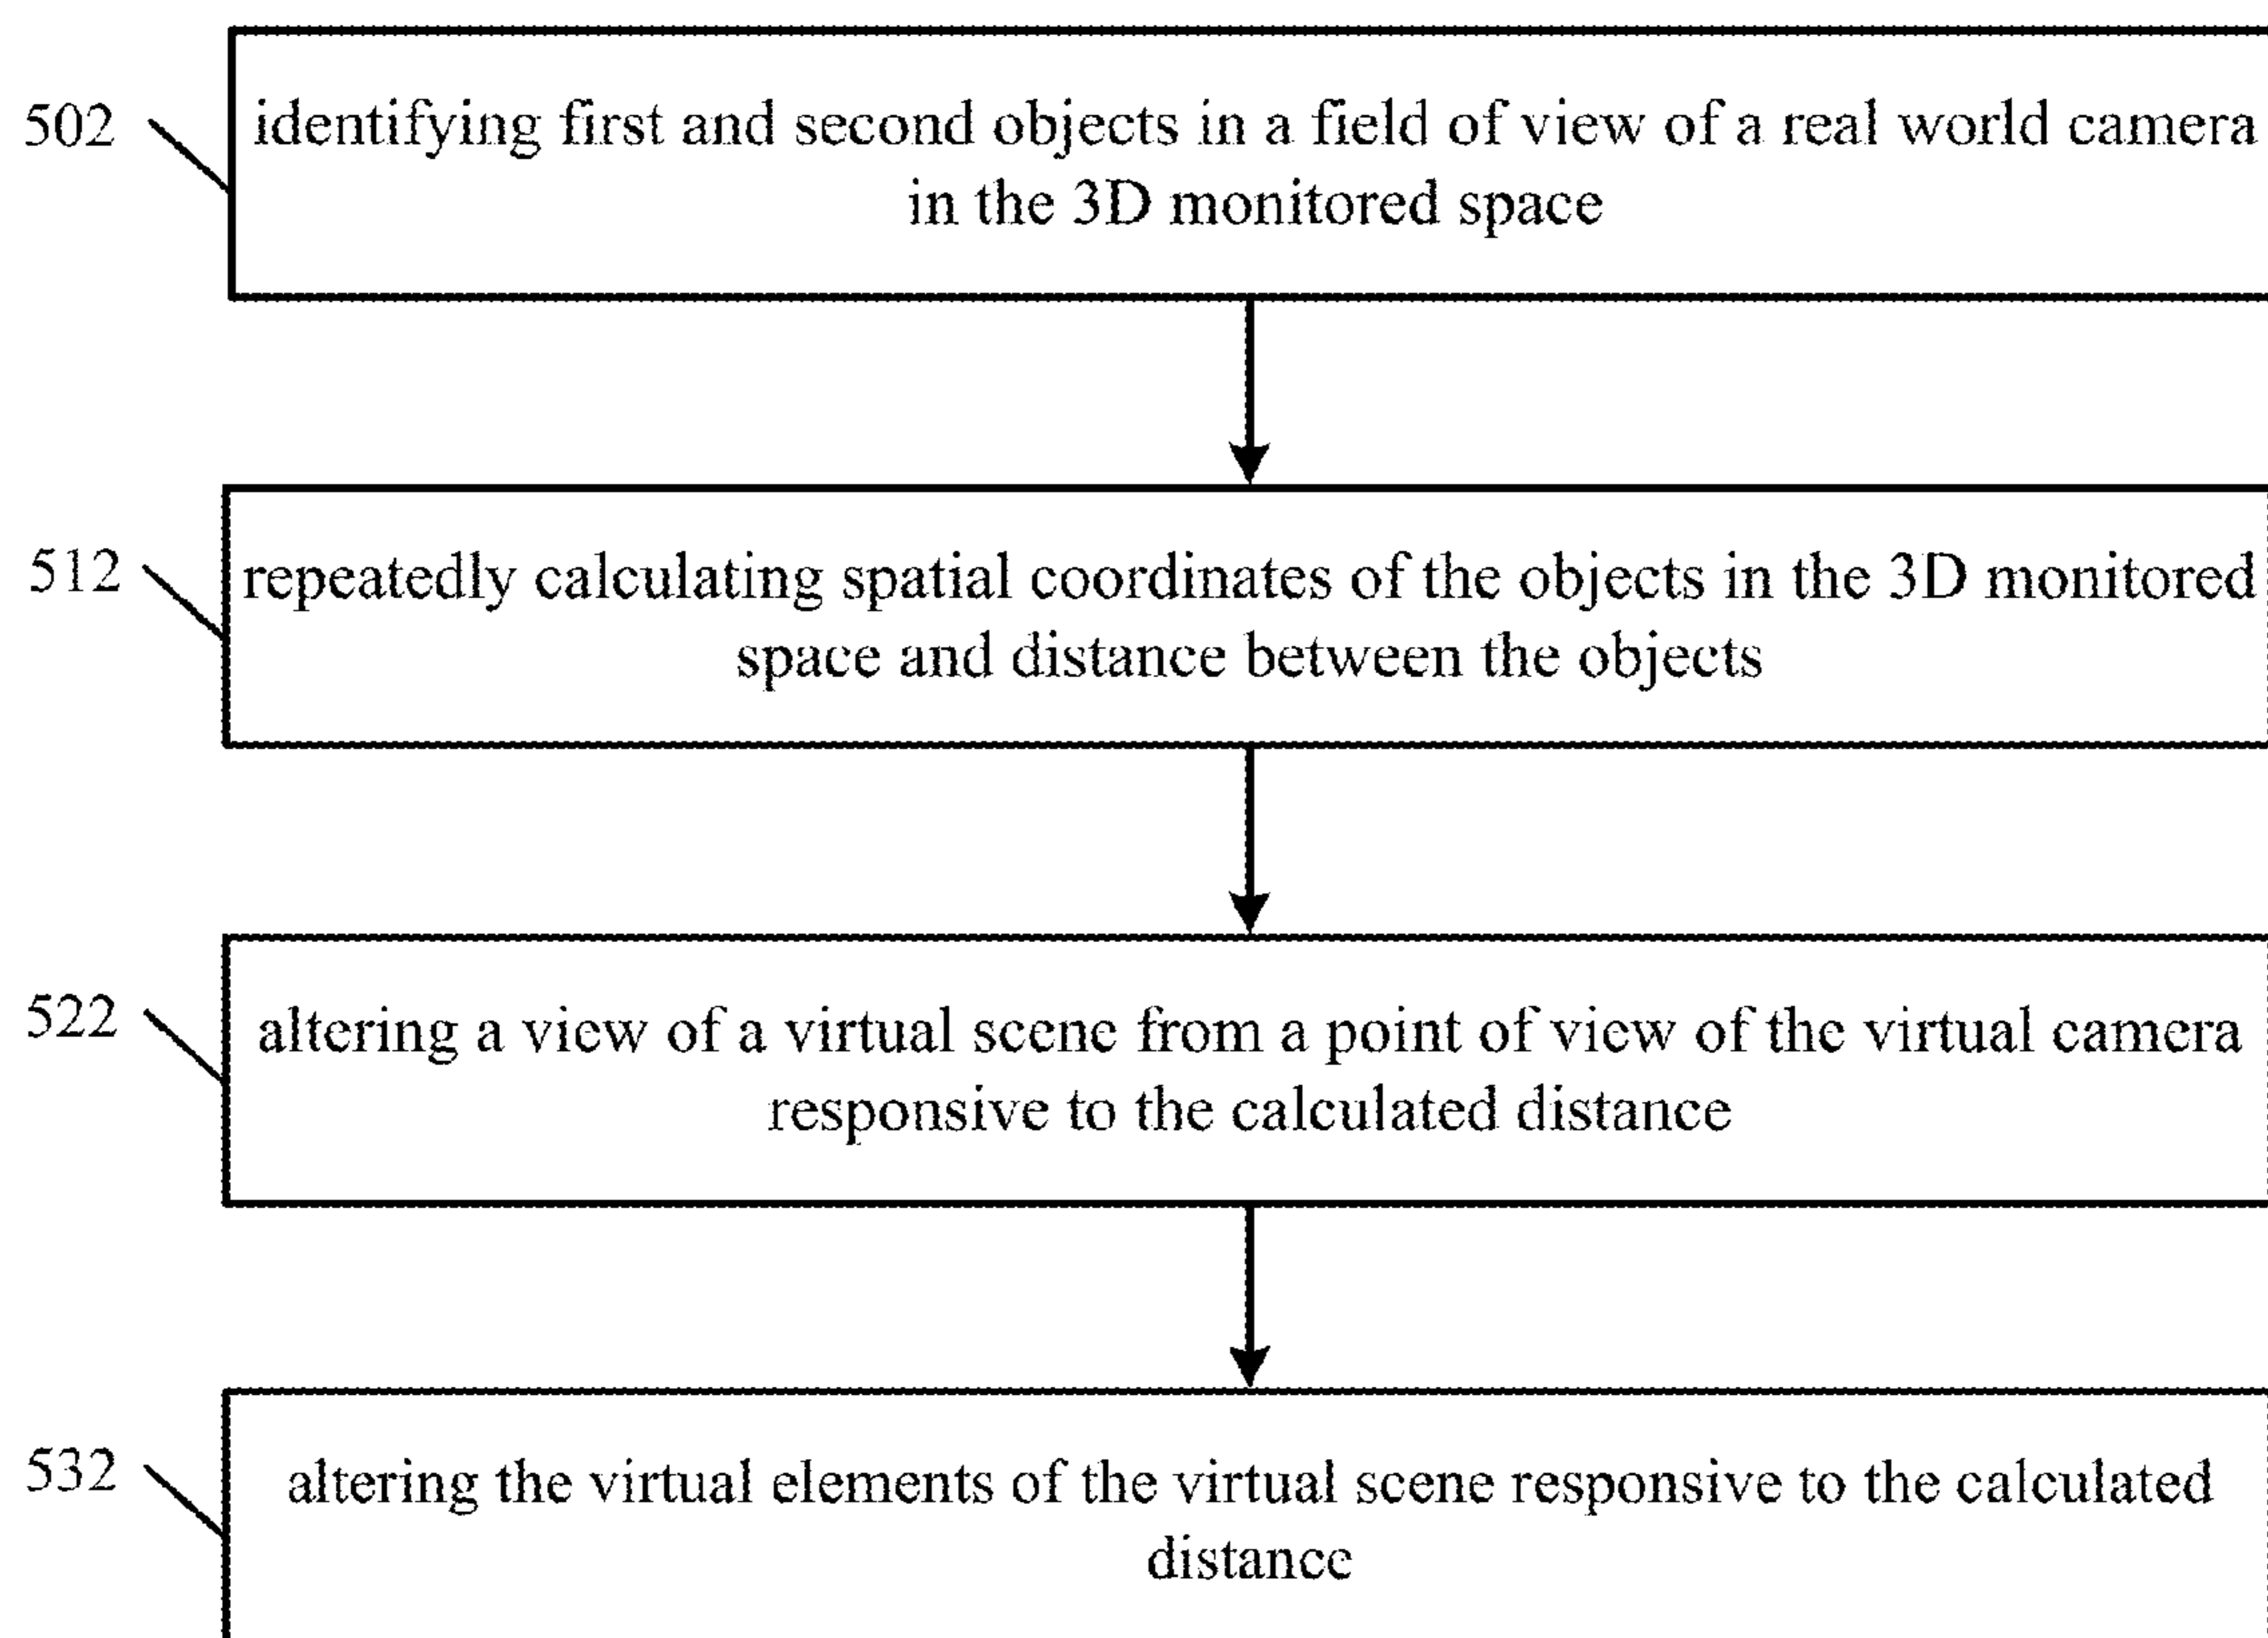 502
identifying first and second objects in a field of view of a real world camera
in the 3D monitored space
512
repeatedly calculating spatial coordinates of the objects in the 3D monitored
space and distance between the objects
522
altering a view of a virtual scene from a point of view of the virtual camera
responsive to the calculated distance
532
altering the virtual elements of the virtual scene responsive to the calculated
distance